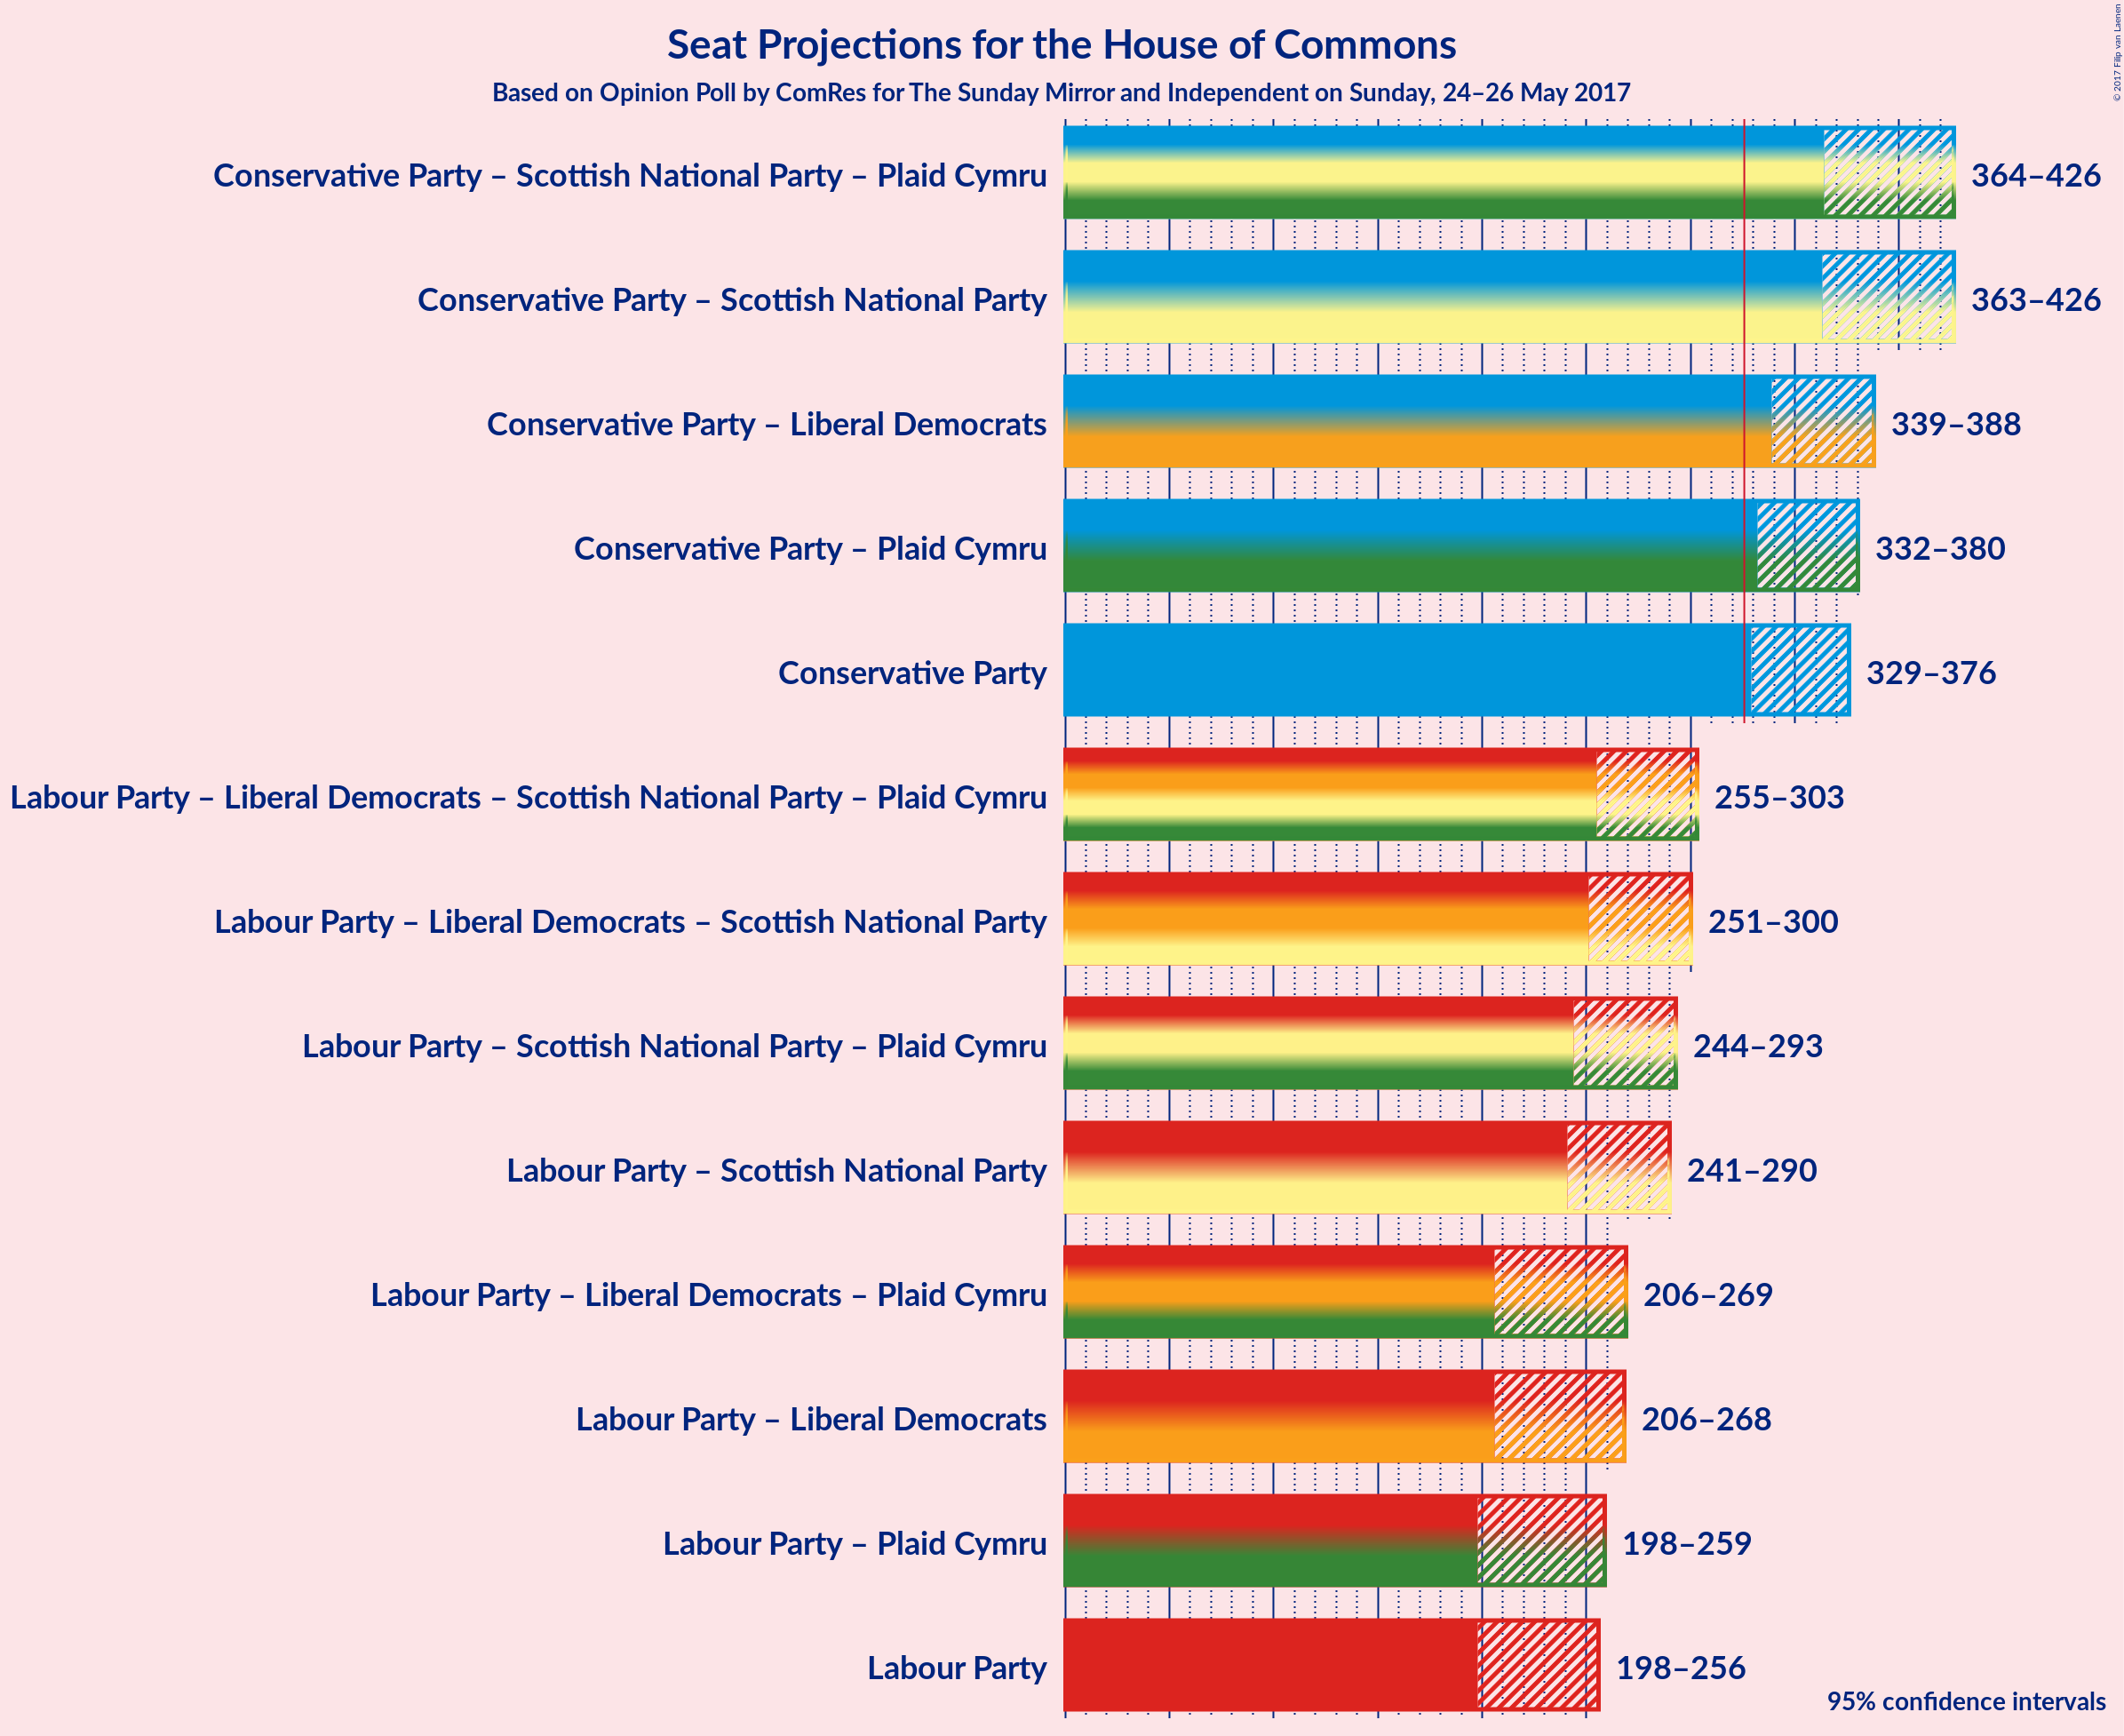 Seat Projections for the House of Commons
Based on Opinion Poll by ComRes for The Sunday Mirror and Independent on Sunday, 24–26 May 2017
© 2017 Filip van Laenen
Conservative Party – Scottish National Party – Plaid Cymru 364–426
Conservative Party – Scottish National Party 363–426
Conservative Party – Liberal Democrats 339–388
Conservative Party – Plaid Cymru 332–380
Conservative Party 329–376
Labour Party – Liberal Democrats – Scottish National Party – Plaid Cymru 255–303
Labour Party – Liberal Democrats – Scottish National Party 251–300
Labour Party – Scottish National Party – Plaid Cymru 244–293
Labour Party – Scottish National Party 241–290
Labour Party – Liberal Democrats – Plaid Cymru 206–269
Labour Party – Liberal Democrats 206–268
Labour Party – Plaid Cymru 198–259
Labour Party 198–256
95% confidence intervals